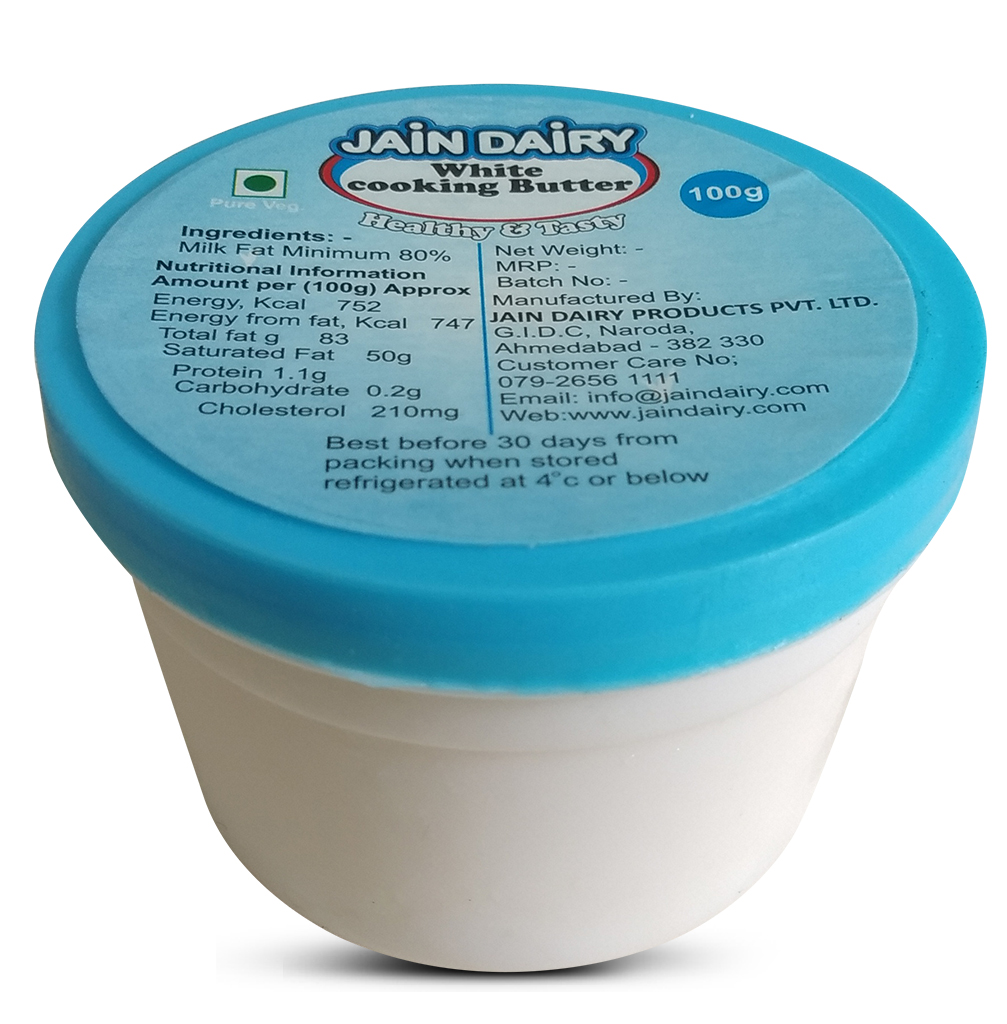 JAIN DAIRY
White
cooking Butter
Healthy & Tasty
100g
Pure Veg.
Ingredients: -
Milk Fat Minimum 80%
Nutritional Information
Amount per (100g) Approx
Energy, Kcal 752
Energy from fat, Kcal 747
Total fat g 83
Saturated Fat 50g
Protein 1.1g
Carbohydrate 0.2g
Cholesterol 210mg
Net Weight: -
MRP: -
Batch No: -
Manufactured By:
JAIN DAIRY PRODUCTS PVT. LTD.
G.I.D.C, Naroda,
Ahmedabad - 382 330
Customer Care No;
079-2656 1111
Email: info@jaindairy.com
Web:www.jaindairy.com
Best before 30 days from
packing when stored
refrigerated at 4°c or below